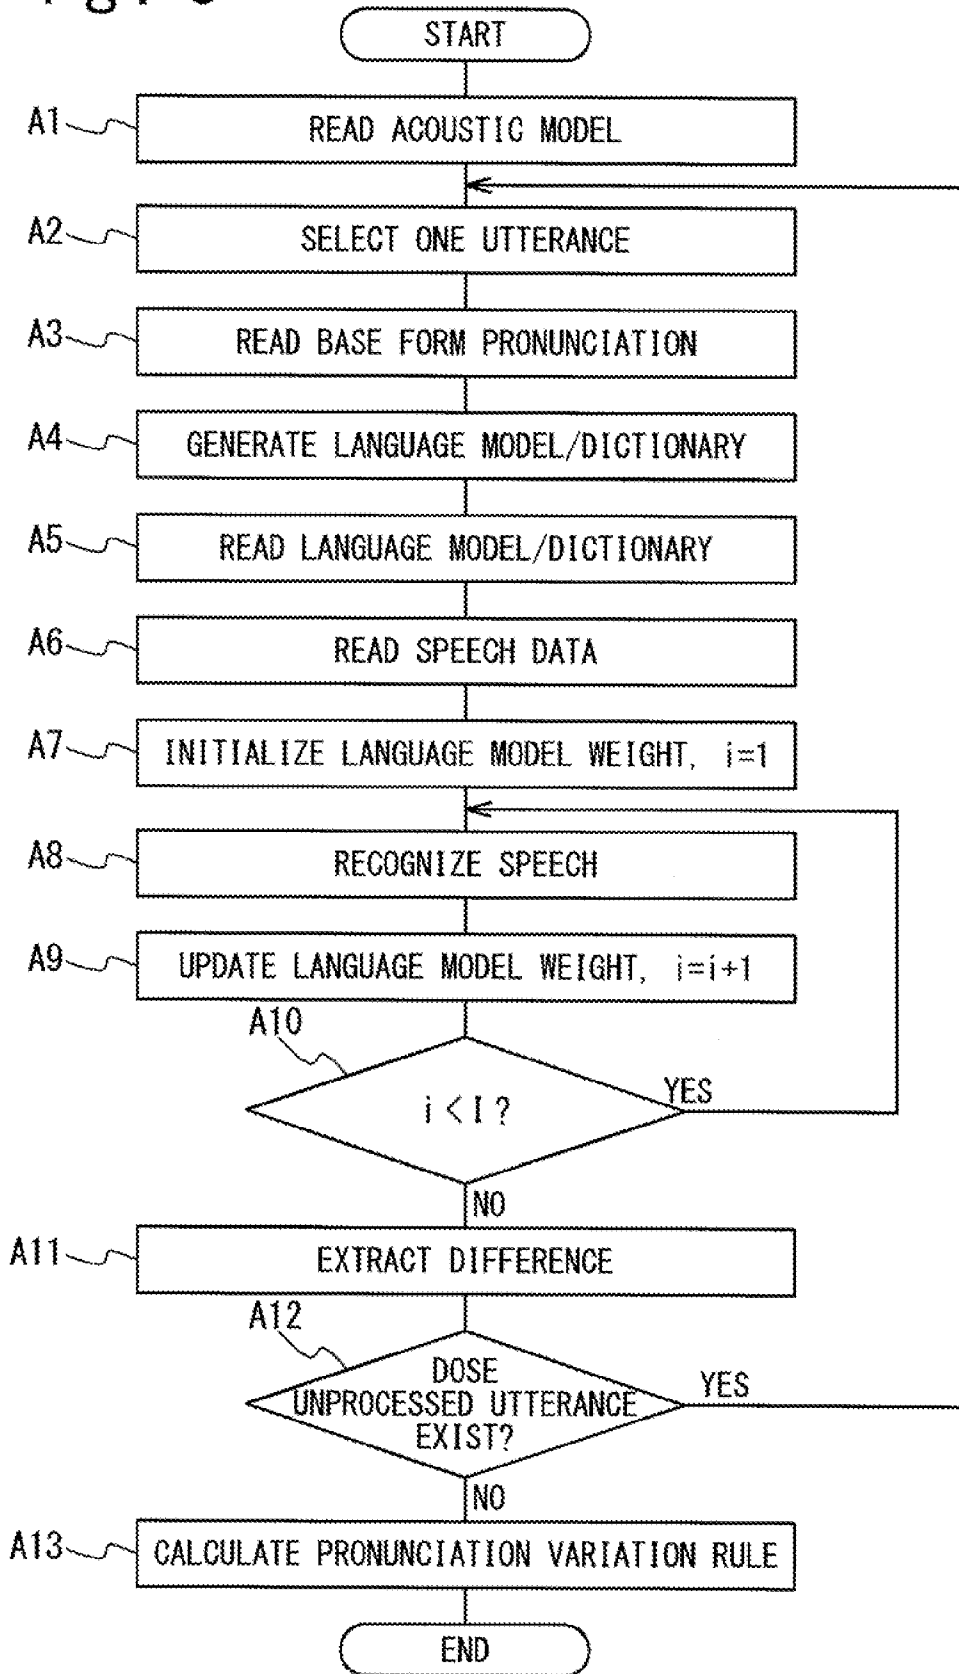 START
A1
READ ACOUSTIC MODEL
A2
SELECT ONE UTTERANCE
A3
READ BASE FORM PRONUNCIATION
A4
GENERATE LANGUAGE MODEL/DICTIONARY
A5
READ LANGUAGE MODEL/DICTIONARY
A6
READ SPEECH DATA
A7
INITIALIZE LANGUAGE MODEL WEIGHT, i=1
A8
RECOGNIZE SPEECH
A9
UPDATE LANGUAGE MODEL WEIGHT, i=i+1
A10
i<I?
YES
NO
A11
EXTRACT DIFFERENCE
A12
DOSE
UNPROCESSED UTTERANCE
EXIST?
YES
NO
A13
CALCULATE PRONUNCIATION VARIATION RULE
END